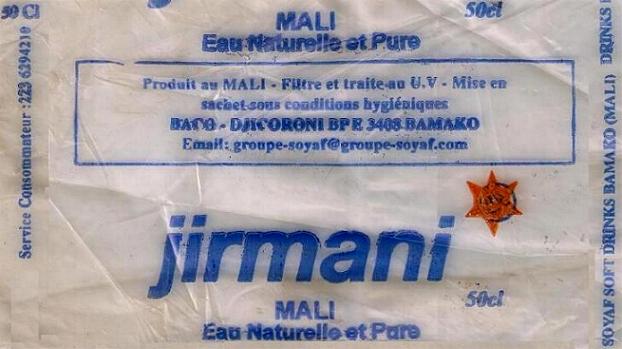 50 Cl
Service Consommateur : 223 6394210
MALI
Eau Naturelle et Pure
50cl
Produit au MALI - Filtre et traite au U.V - Mise en
sachet sous conditions hygiéniques
BACO - DJICORONI BP E 3408 BAMAKO
Email: groupe-soyaf@groupe-soyaf.com
jirmani
50cl
MALI
Eau Naturelle et Pure
SOYAF SOFT DRINKS BAMAKO (MALI) DRINKS